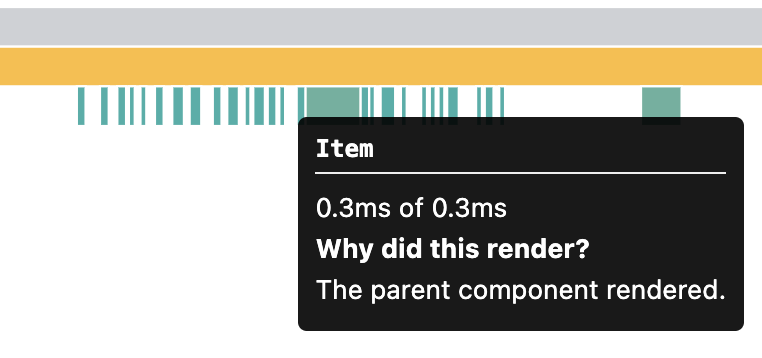 Item
0.3ms of 0.3ms
Why did this render?
The parent component rendered.